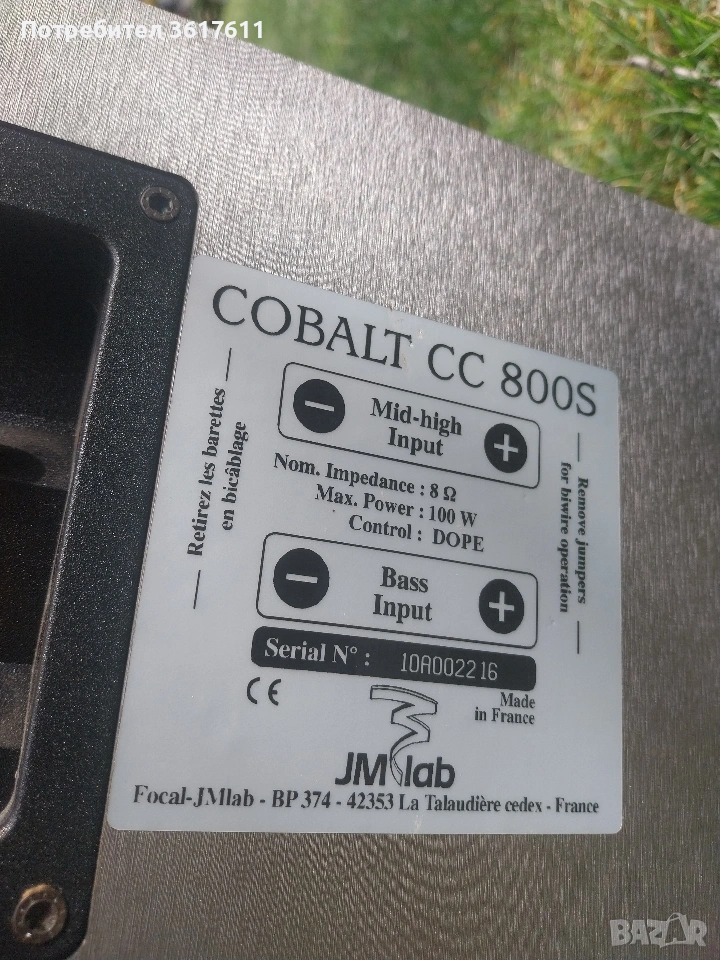 Потребител 3617611
COBALT CC 800S
Retirez les barettes
en bicâblage
Mid-high
Input
Nom. Impedance : 8 Ω
Max. Power : 100 W
Control : DOPE
Remove jumpers
for biwire operation
Bass
Input
Serial N° : 10A002216
CE
Made
in France
JMlab
Focal-JMlab - BP 374 - 42353 La Talaudière cedex - France
BAZAR